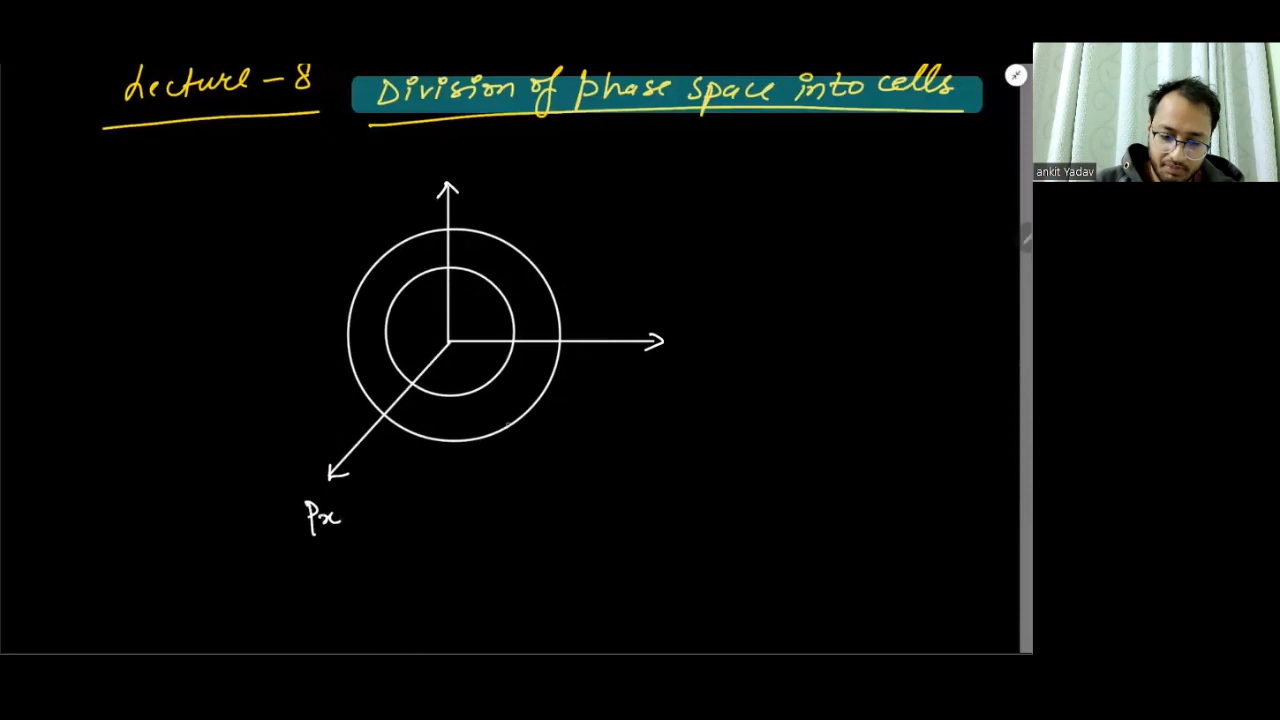 Lecture - 8 Division of phase space into cells
ankit Yadav
Px